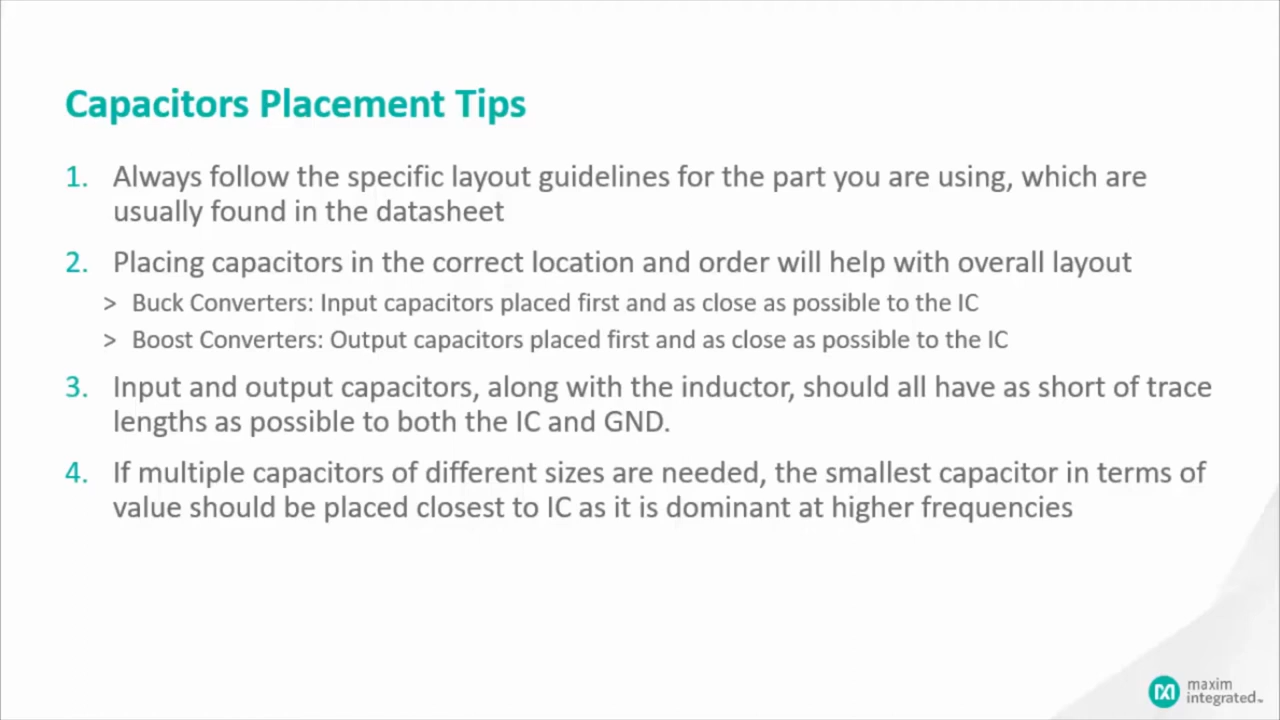 Capacitors Placement Tips
1. Always follow the specific layout guidelines for the part you are using, which are
usually found in the datasheet
2. Placing capacitors in the correct location and order will help with overall layout
> Buck Converters: Input capacitors placed first and as close as possible to the IC
> Boost Converters: Output capacitors placed first and as close as possible to the IC
3. Input and output capacitors, along with the inductor, should all have as short of trace
lengths as possible to both the IC and GND.
4. If multiple capacitors of different sizes are needed, the smallest capacitor in terms of
value should be placed closest to IC as it is dominant at higher frequencies
maxim
integrated™